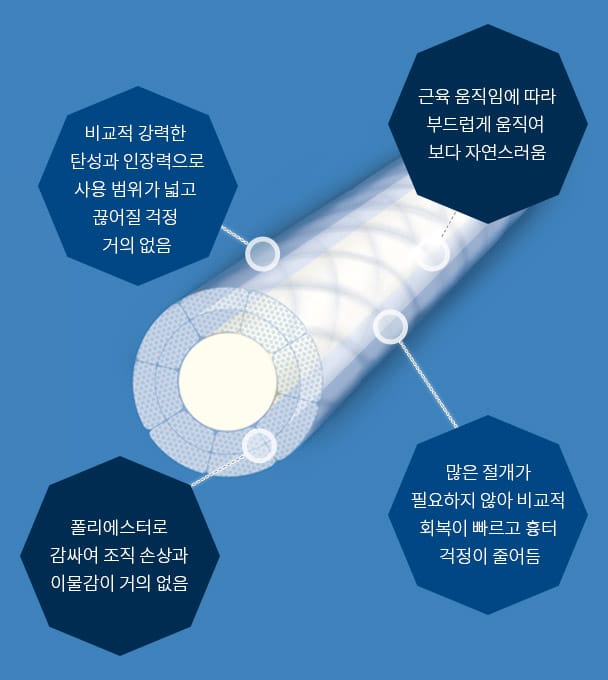 근육 움직임에 따라
부드럽게 움직여
보다 자연스러움
비교적 강력한
탄성과 인장력으로
사용 범위가 넓고
끊어질 걱정
거의 없음
많은 절개가
필요하지 않아 비교적
회복이 빠르고 흉터
걱정이 줄어듬
폴리에스터로
감싸여 조직 손상과
이물감이 거의 없음